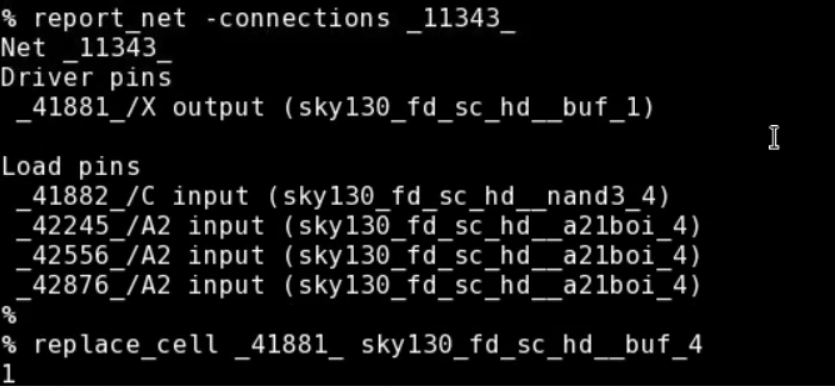 % report_net -connections _11343_
Net _11343_
Driver pins
 _41881_/X output (sky130_fd_sc_hd__buf_1)

Load pins
 _41882_/C input (sky130_fd_sc_hd__nand3_4)
 _42245_/A2 input (sky130_fd_sc_hd__a21boi_4)
 _42556_/A2 input (sky130_fd_sc_hd__a21boi_4)
 _42876_/A2 input (sky130_fd_sc_hd__a21boi_4)
%
% replace_cell _41881_ sky130_fd_sc_hd__buf_4
1